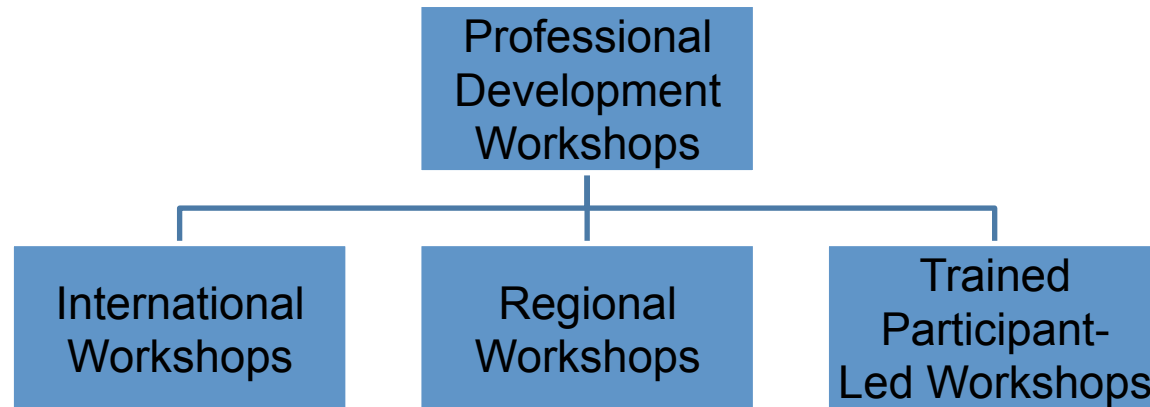 Professional
Development
Workshops
International
Workshops
Regional
Workshops
Trained
Participant-
Led Workshops